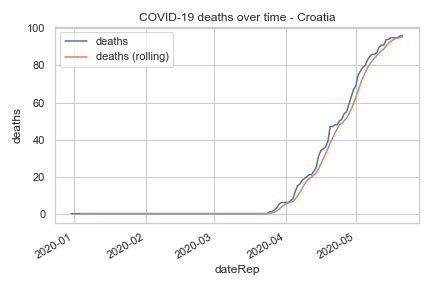 COVID-19 deaths over time - Croatia
deaths
deaths (rolling)
100
80
60
40
20
0
deaths
2020-01
2020-02
2020-03
2020-04
2020-05
dateRep